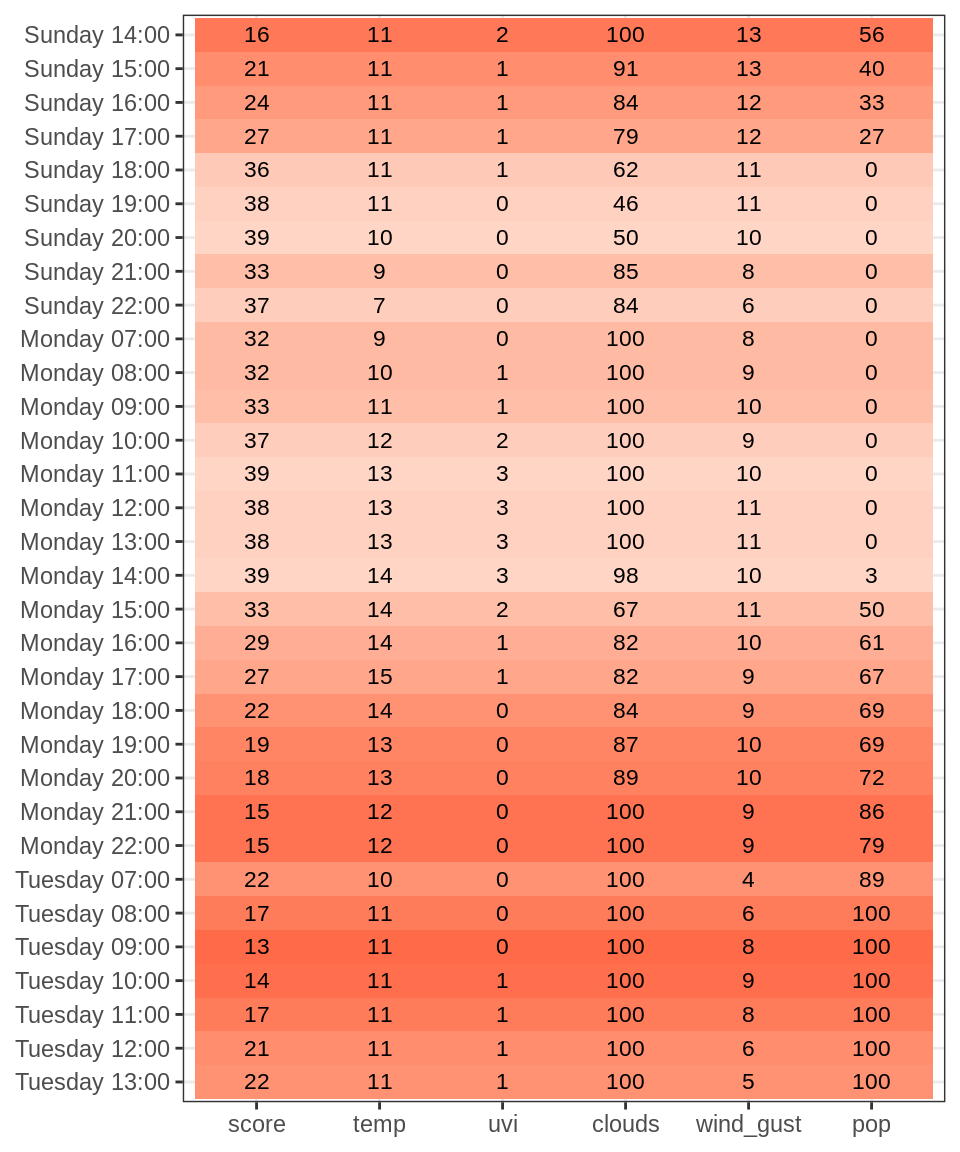 Sunday 14:00 16 11 2 100 13 56
Sunday 15:00 21 11 1 91 13 40
Sunday 16:00 24 11 1 84 12 33
Sunday 17:00 27 11 1 79 12 27
Sunday 18:00 36 11 1 62 11 0
Sunday 19:00 38 11 0 46 11 0
Sunday 20:00 39 10 0 50 10 0
Sunday 21:00 33 9 0 85 8 0
Sunday 22:00 37 7 0 84 6 0
Monday 07:00 32 9 0 100 8 0
Monday 08:00 32 10 1 100 9 0
Monday 09:00 33 11 1 100 10 0
Monday 10:00 37 12 2 100 9 0
Monday 11:00 39 13 3 100 10 0
Monday 12:00 38 13 3 100 11 0
Monday 13:00 38 13 3 100 11 0
Monday 14:00 39 14 3 98 10 3
Monday 15:00 33 14 2 67 11 50
Monday 16:00 29 14 1 82 10 61
Monday 17:00 27 15 1 82 9 67
Monday 18:00 22 14 0 84 9 69
Monday 19:00 19 13 0 87 10 69
Monday 20:00 18 13 0 89 10 72
Monday 21:00 15 12 0 100 9 86
Monday 22:00 15 12 0 100 9 79
Tuesday 07:00 22 10 0 100 4 89
Tuesday 08:00 17 11 0 100 6 100
Tuesday 09:00 13 11 0 100 8 100
Tuesday 10:00 14 11 1 100 9 100
Tuesday 11:00 17 11 1 100 8 100
Tuesday 12:00 21 11 1 100 6 100
Tuesday 13:00 22 11 1 100 5 100
score temp uvi clouds wind_gust pop